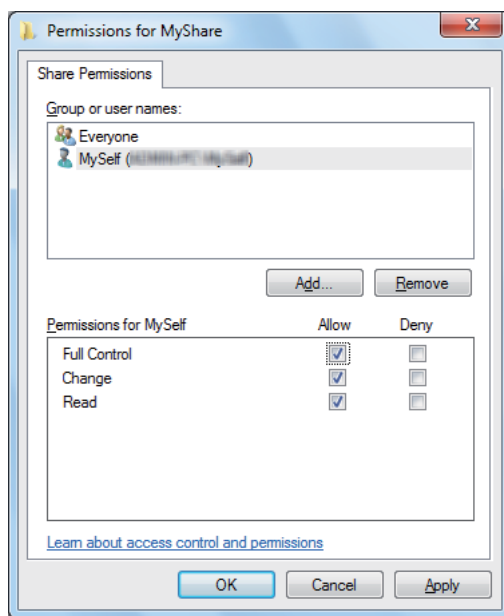 Permissions for MyShare
Share Permissions
Group or user names:
Everyone
MySelf (
Add... Remove
Permissions for MySelf Allow Deny
Full Control
Change
Read
Learn about access control and permissions
OK Cancel Apply